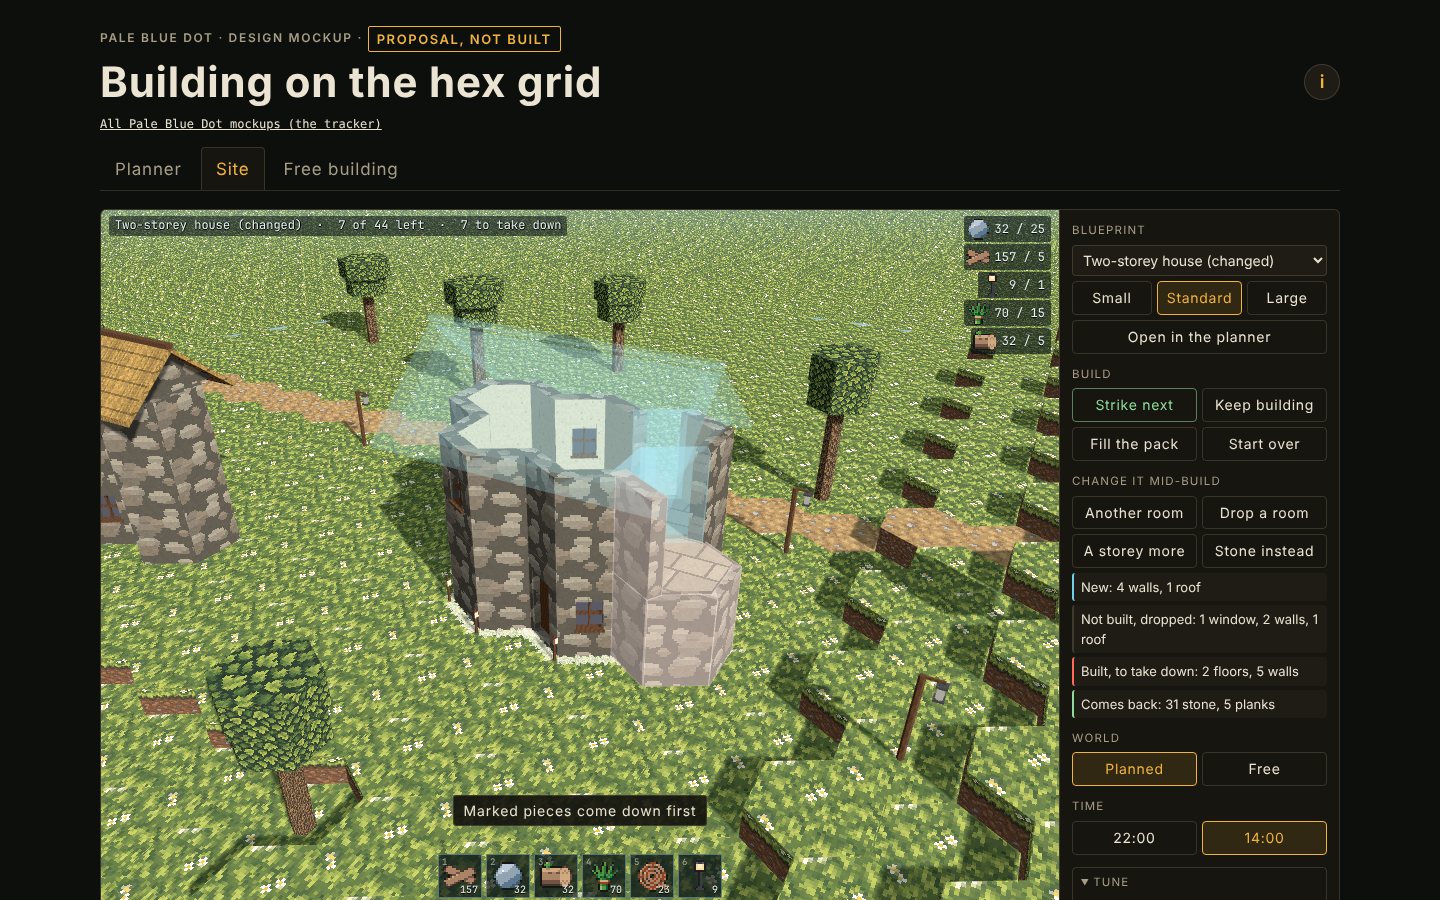 PALE BLUE DOT · DESIGN MOCKUP · PROPOSAL, NOT BUILT
Building on the hex grid
i
All Pale Blue Dot mockups (the tracker)
Planner
Site
Free building
Two-storey house (changed) · 7 of 44 left · 7 to take down
32 / 25
157 / 5
9 / 1
70 / 15
32 / 5
Marked pieces come down first
1 157
2 32
3 32
4 70
5 23
6 9
BLUEPRINT
Two-storey house (changed)
Small
Standard
Large
Open in the planner
BUILD
Strike next
Keep building
Fill the pack
Start over
CHANGE IT MID-BUILD
Another room
Drop a room
A storey more
Stone instead
New: 4 walls, 1 roof
Not built, dropped: 1 window, 2 walls, 1
roof
Built, to take down: 2 floors, 5 walls
Comes back: 31 stone, 5 planks
WORLD
Planned
Free
TIME
22:00
14:00
▼ TUNE